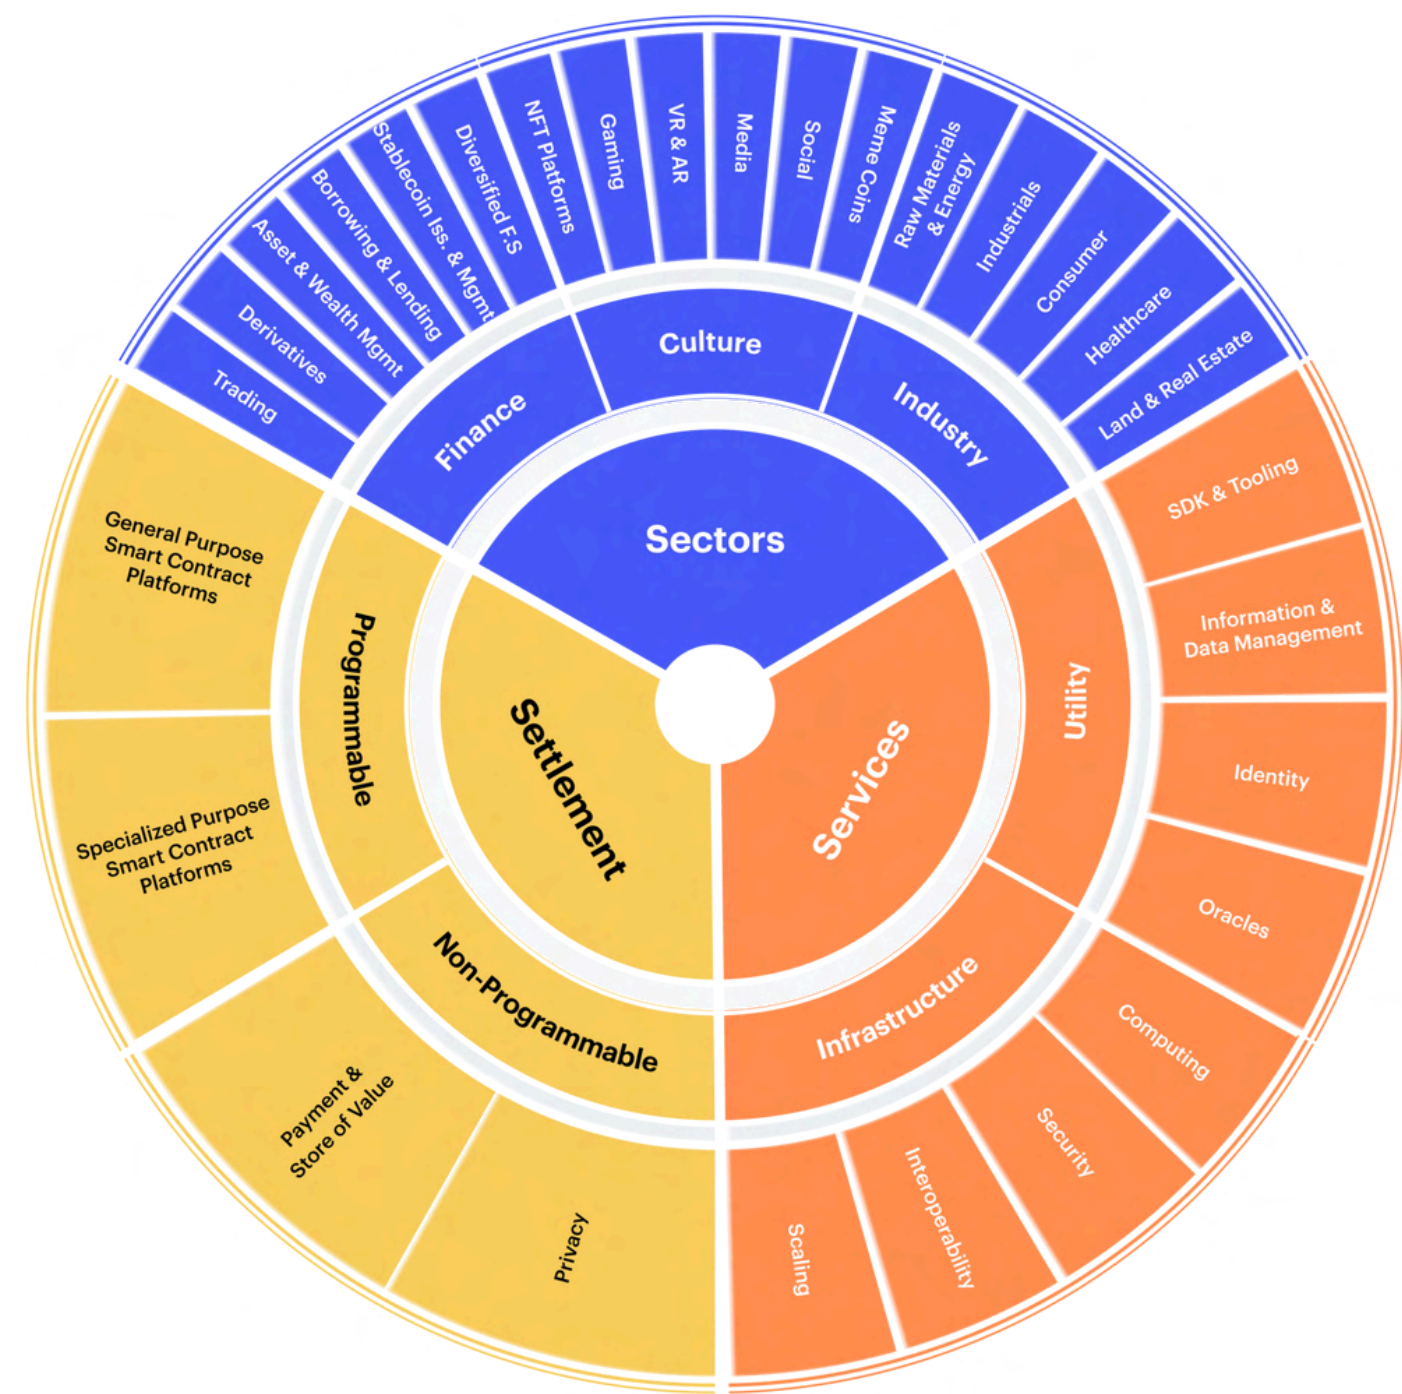 Sectors
Finance
Culture
Industry
Trading
Derivatives
Asset & Wealth Mgmt
Borrowing & Lending
Stablecoin Iss. & Mgmt
Diversified F.S
NFT Platforms
Gaming
VR & AR
Media
Social
Meme Coins
Raw Materials
& Energy
Industrials
Consumer
Healthcare
Land & Real Estate
Services
Utility
Infrastructure
SDK & Tooling
Information &
Data Management
Identity
Oracles
Computing
Security
Interoperability
Scaling
Settlement
Programmable
Non-Programmable
General Purpose
Smart Contract
Platforms
Specialized Purpose
Smart Contract
Platforms
Payment &
Store of Value
Privacy